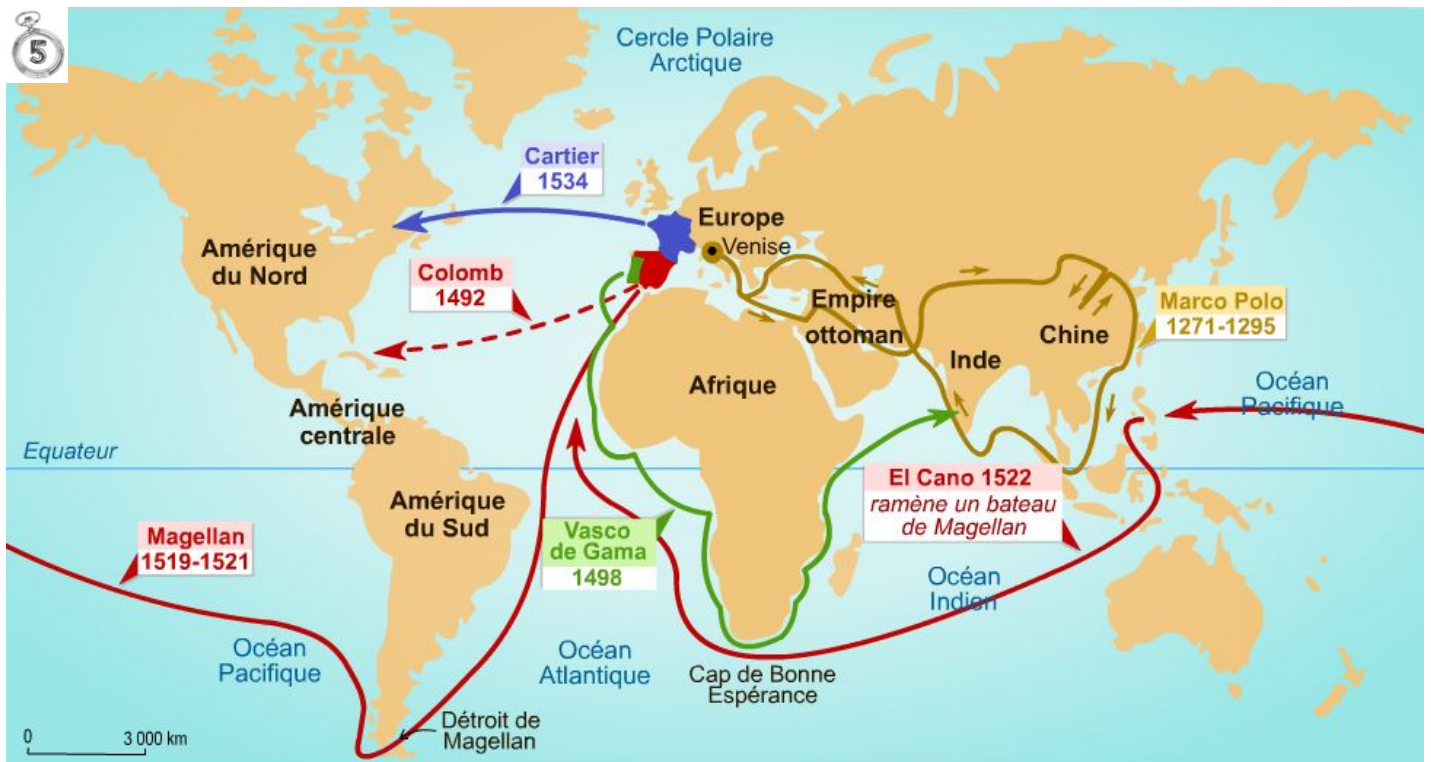 5
Cercle Polaire
Arctique
Cartier
1534
Europe
Venise
Amérique
du Nord
Colomb
1492
Empire
ottoman
Marco Polo
1271-1295
Chine
Inde
Afrique
Océan
Pacifique
Amérique
centrale
Equateur
El Cano 1522
ramène un bateau
de Magellan
Amérique
du Sud
Magellan
1519-1521
Vasco
de Gama
1498
Océan
Indien
Océan
Pacifique
Océan
Atlantique
Cap de Bonne
Espérance
Détroit de
Magellan
0 3 000 km